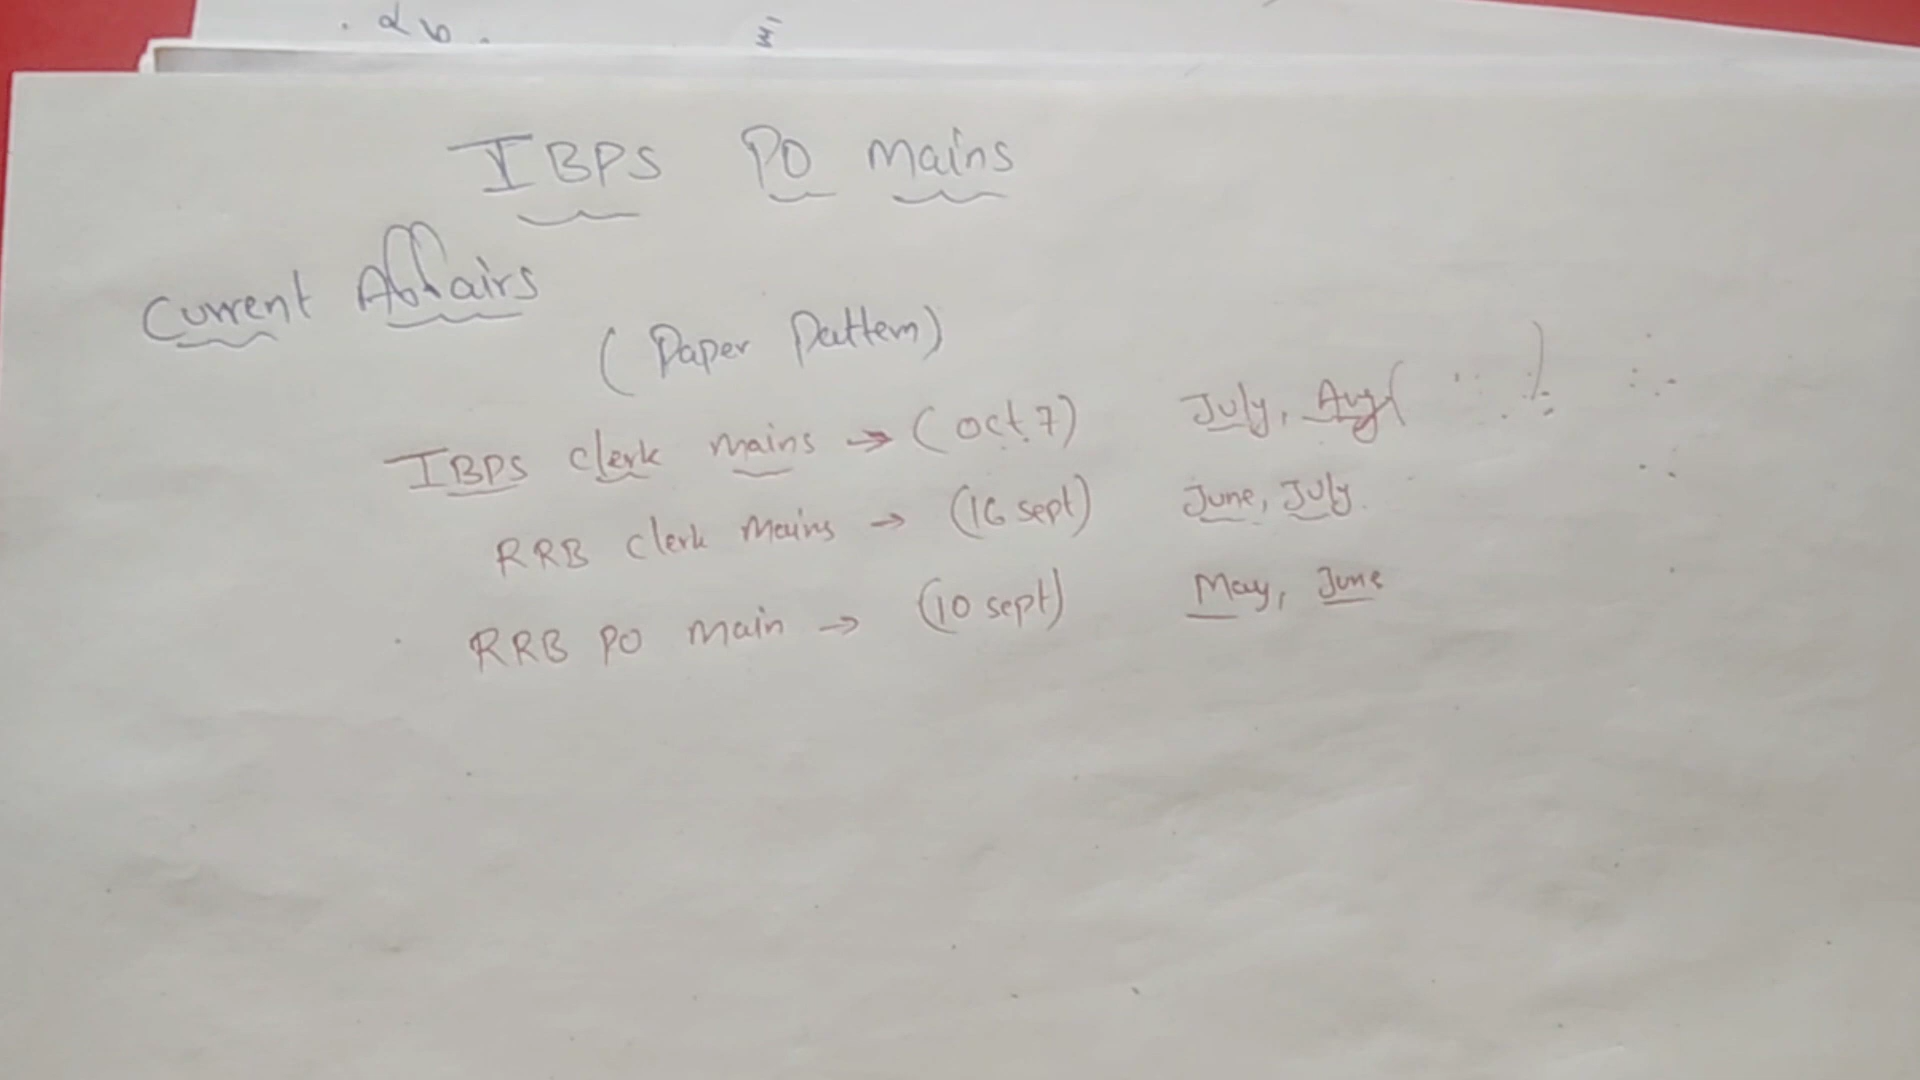 IBPS PO Mains
Current Affairs
(Paper Pattern)
IBPS Clerk Mains → (Oct 7) July, Aug
RRB Clerk Mains → (16 sept) June, July.
RRB PO Main → (10 sept) May, June